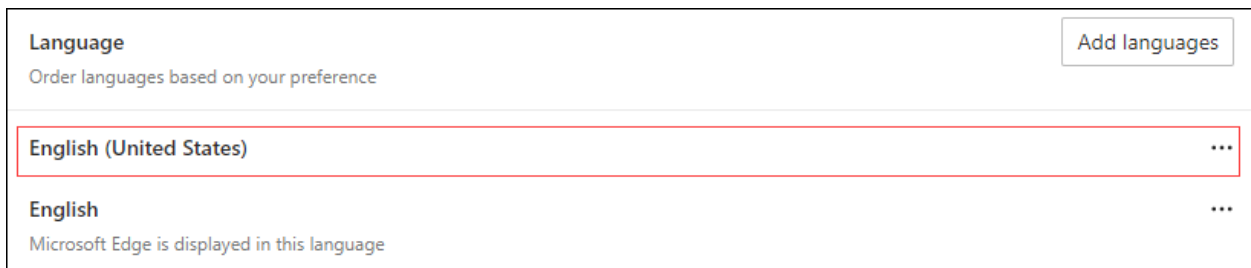 Language
Add languages
Order languages based on your preference
English (United States)
English
Microsoft Edge is displayed in this language